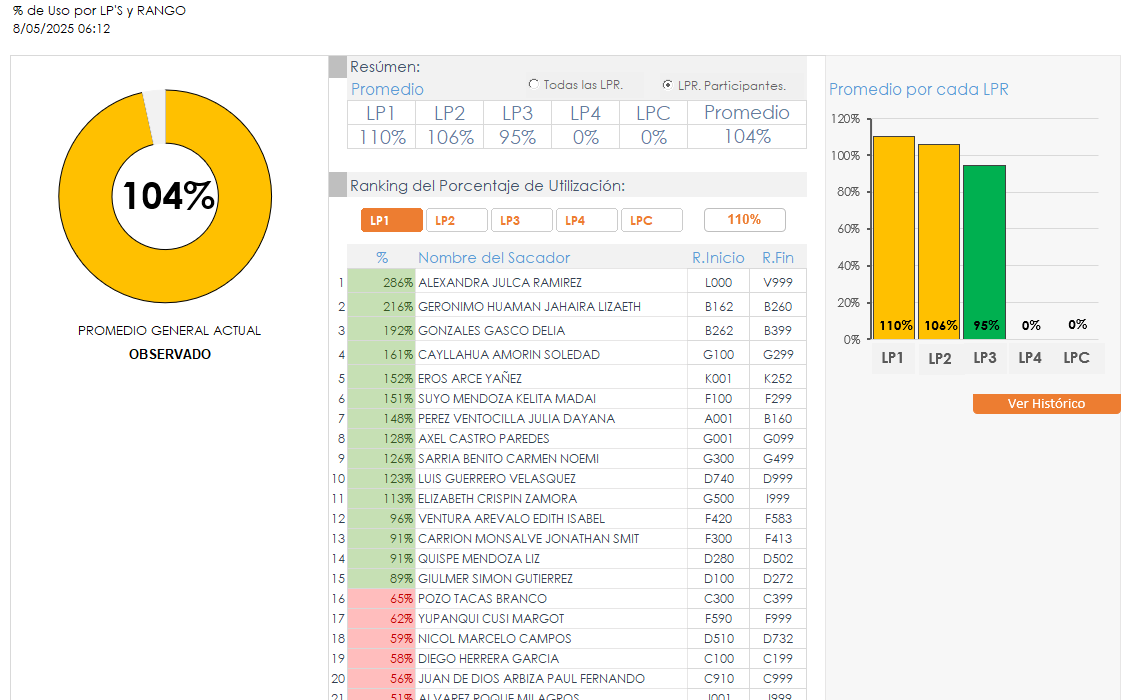 % de Uso por LP'S y RANGO
8/05/2025 06:12
104%
PROMEDIO GENERAL ACTUAL
OBSERVADO
Resúmen:
Promedio
Todas las LPR.
LPR. Participantes.
LP1 LP2 LP3 LP4 LPC Promedio
110% 106% 95% 0% 0% 104%
Ranking del Porcentaje de Utilización:
LP1 LP2 LP3 LP4 LPC 110%
% Nombre del Sacador R.Inicio R.Fin
1 286% ALEXANDRA JULCA RAMIREZ L000 V999
2 216% GERONIMO HUAMAN JAHAIRA LIZAETH B162 B260
3 192% GONZALES GASCO DELIA B262 B399
4 161% CAYLLAHUA AMORIN SOLEDAD G100 G299
5 152% EROS ARCE YAÑEZ K001 K252
6 151% SUYO MENDOZA KELITA MADAI F100 F299
7 148% PEREZ VENTOCILLA JULIA DAYANA A001 B160
8 128% AXEL CASTRO PAREDES G001 G099
9 126% SARRIA BENITO CARMEN NOEMI G300 G499
10 123% LUIS GUERRERO VELASQUEZ D740 D999
11 113% ELIZABETH CRISPIN ZAMORA G500 I999
12 96% VENTURA AREVALO EDITH ISABEL F420 F583
13 91% CARRION MONSALVE JONATHAN SMIT F300 F413
14 91% QUISPE MENDOZA LIZ D280 D502
15 89% GIULMER SIMON GUTIERREZ D100 D272
16 65% POZO TACAS BRANCO C300 C399
17 62% YUPANQUI CUSI MARGOT F590 F999
18 59% NICOL MARCELO CAMPOS D510 D732
19 58% DIEGO HERRERA GARCIA C100 C199
20 56% JUAN DE DIOS ARBIZA PAUL FERNANDO C910 C999
21 51% ALVAREZ ROQUE MILAGROS J001 J999
Promedio por cada LPR
120%
100%
80%
60%
40%
20%
0%
110% 106% 95% 0% 0%
LP1 LP2 LP3 LP4 LPC
Ver Histórico